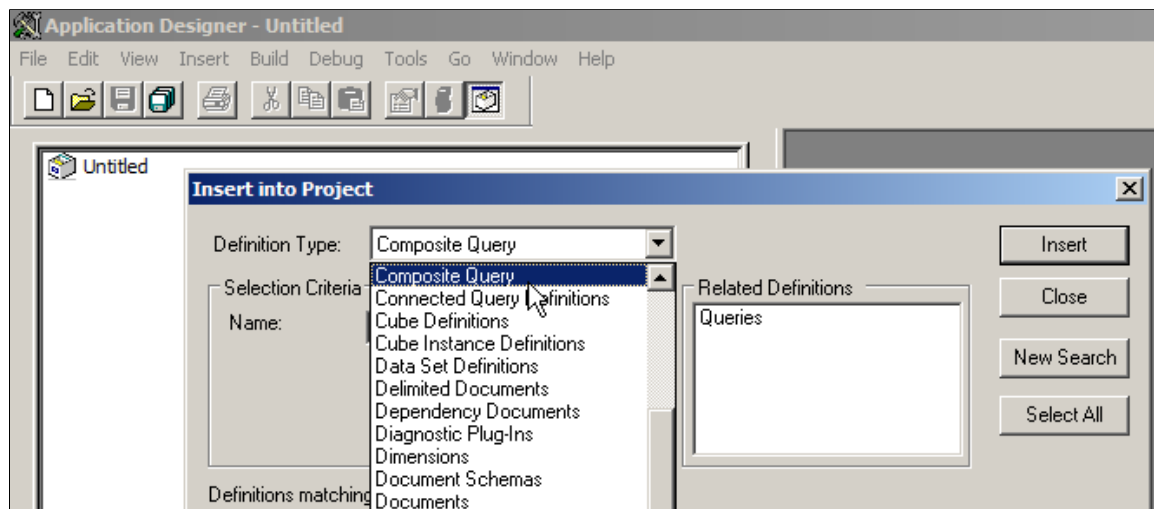 Application Designer - Untitled
File Edit View Insert Build Debug Tools Go Window Help
Untitled
Insert into Project
Definition Type: Composite Query Insert
Selection Criteria Composite Query Related Definitions Close
Name: Connected Query Definitions Queries
Cube Definitions
Cube Instance Definitions New Search
Data Set Definitions
Delimited Documents
Dependency Documents Select All
Diagnostic Plug-Ins
Dimensions
Document Schemas
Definitions matching Documents